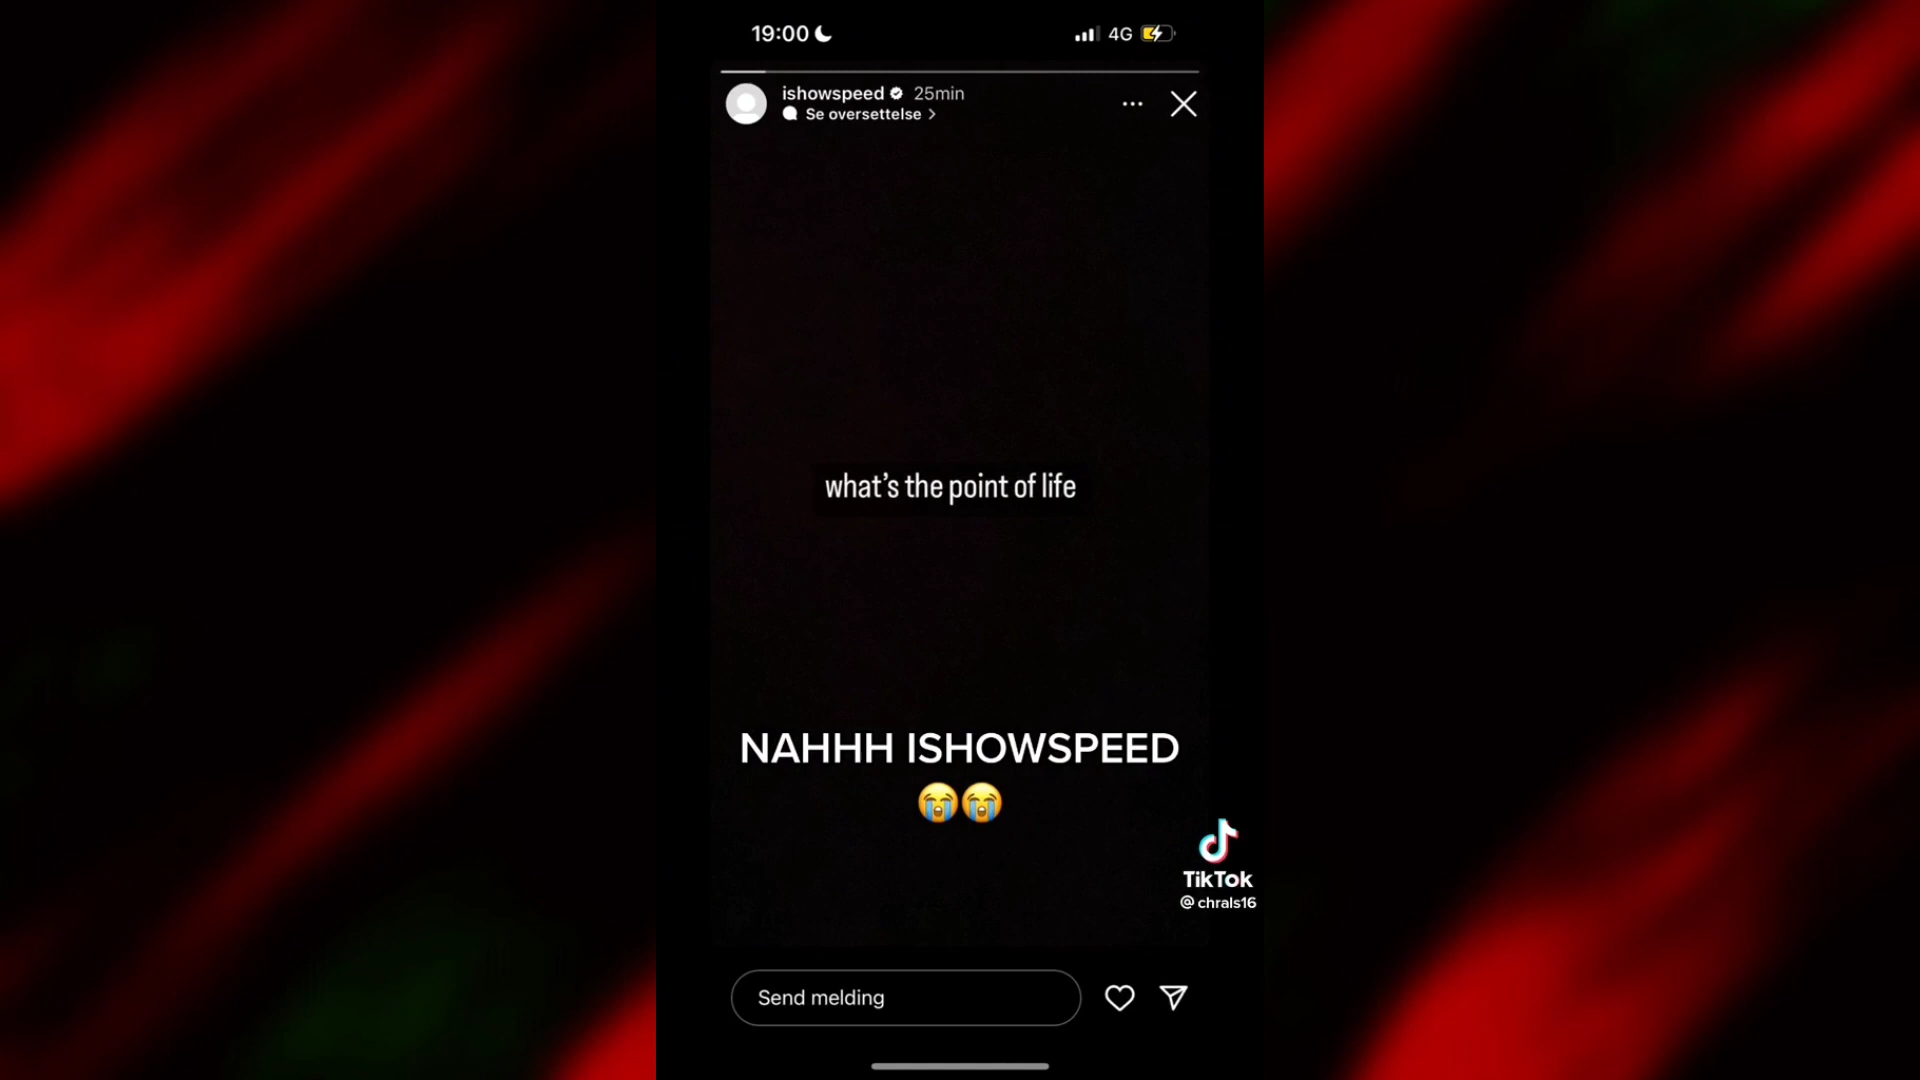 19:00
4G
ishowspeed 25min
Se oversettelse
what's the point of life
NAHHH ISHOWSPEED
😭😭
TikTok
@chrals16
Send melding